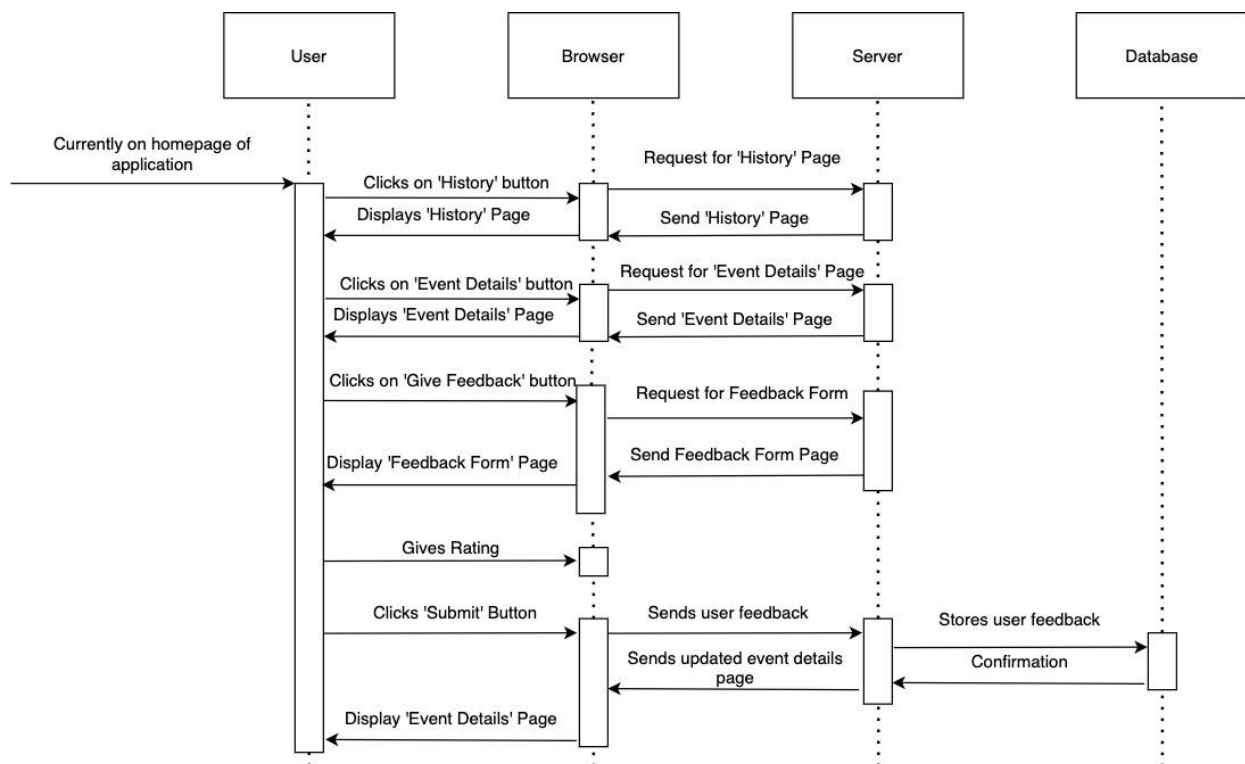 User
Browser
Server
Database
Currently on homepage of
application
Request for 'History' Page
Clicks on 'History' button
Displays 'History' Page
Send 'History' Page
Request for 'Event Details' Page
Clicks on 'Event Details' button
Displays 'Event Details' Page
Send 'Event Details' Page
Clicks on 'Give Feedback' button
Request for Feedback Form
Send Feedback Form Page
Display 'Feedback Form' Page
Gives Rating
Clicks 'Submit' Button
Sends user feedback
Stores user feedback
Sends updated event details
page
Confirmation
Display 'Event Details' Page